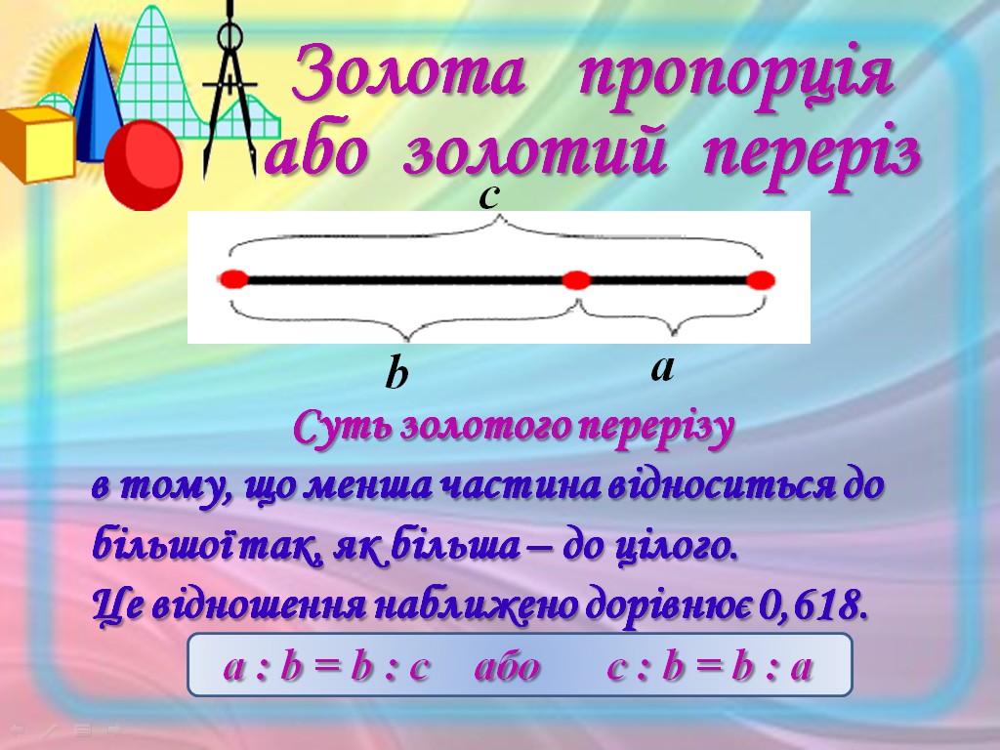 Золота пропорція
або золотий переріз
c
b
a
Суть золотого перерізу
в тому, що менша частина відноситься до
більшої так, як більша – до цілого.
Це відношення наближено дорівнює 0,618.
a : b = b : c або c : b = b : a